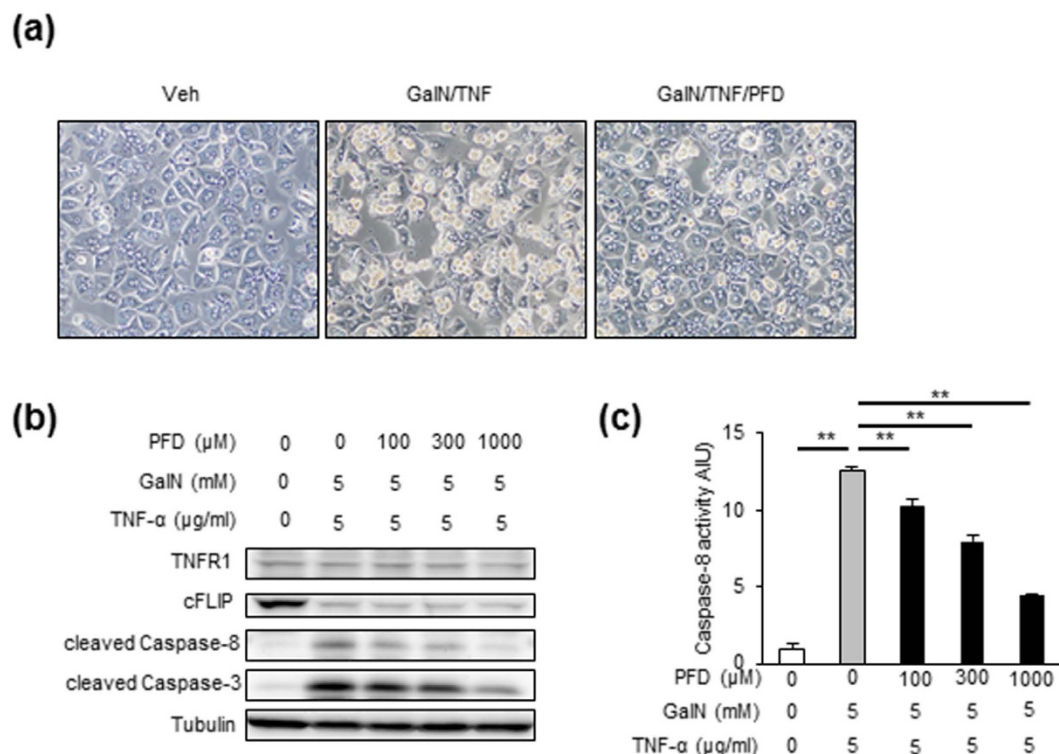 (a)
Veh GalN/TNF GalN/TNF/PFD
(b)
PFD (μM) 0 0 100 300 1000
GalN (mM) 0 5 5 5 5
TNF-α (μg/ml) 0 5 5 5 5
TNFR1
cFLIP
cleaved Caspase-8
cleaved Caspase-3
Tubulin
(c)
** ** ** **
Caspase-8 activity AIU)
15
10
5
0
PFD (μM) 0 0 100 300 1000
GalN (mM) 0 5 5 5 5
TNF-α (μg/ml) 0 5 5 5 5